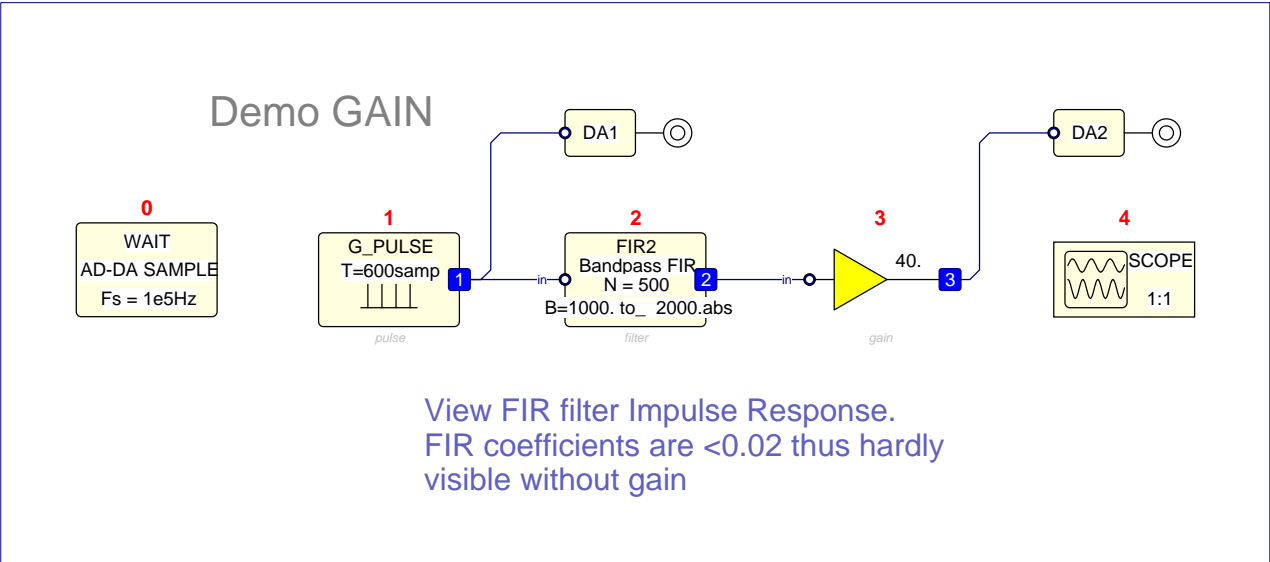 Demo GAIN
DA1
DA2
0
WAIT
AD-DA SAMPLE
Fs = 1e5Hz
1
G_PULSE
T=600samp
1
pulse
2
in
FIR2
Bandpass FIR
N = 500
B=1000. to_ 2000.abs
2
filter
3
in
40.
3
gain
4
SCOPE
1:1
View FIR filter Impulse Response.
FIR coefficients are <0.02 thus hardly
visible without gain